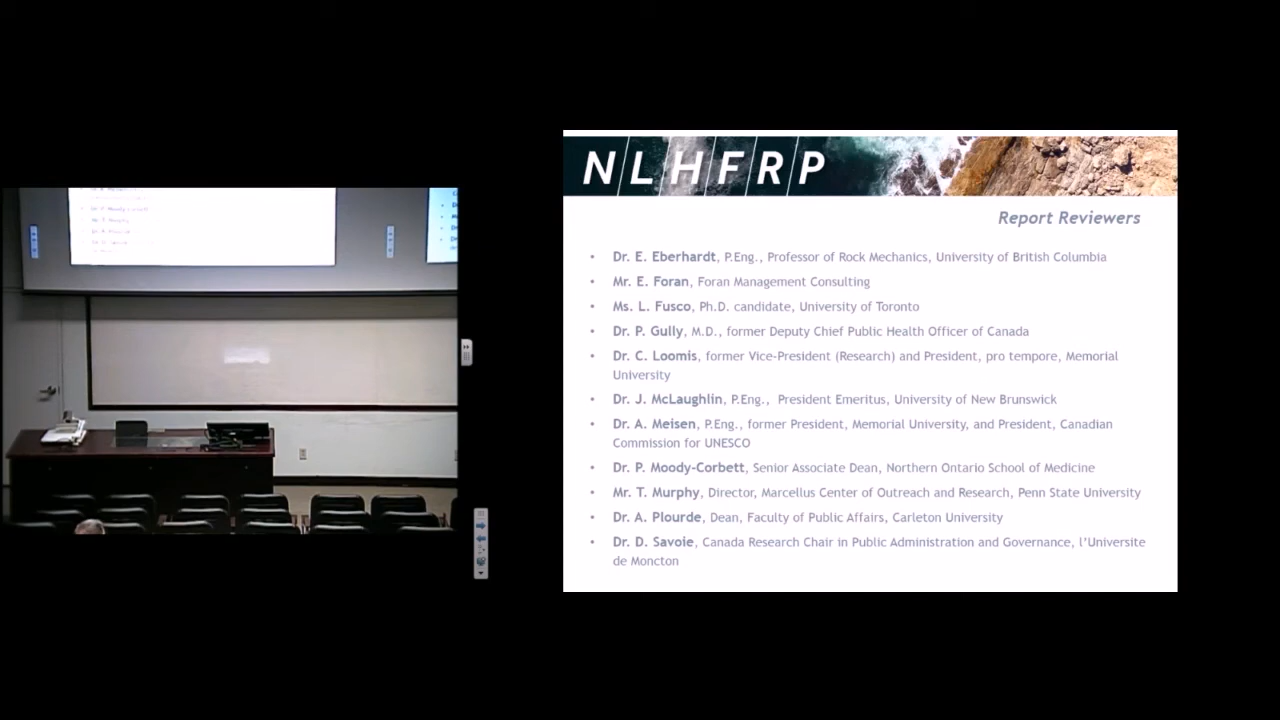 NLHFRP
Report Reviewers
• Dr. E. Eberhardt, P.Eng., Professor of Rock Mechanics, University of British Columbia
• Mr. E. Foran, Foran Management Consulting
• Ms. L. Fusco, Ph.D. candidate, University of Toronto
• Dr. P. Gully, M.D., former Deputy Chief Public Health Officer of Canada
• Dr. C. Loomis, former Vice-President (Research) and President, pro tempore, Memorial
University
• Dr. J. McLaughlin, P.Eng., President Emeritus, University of New Brunswick
• Dr. A. Meisen, P.Eng., former President, Memorial University, and President, Canadian
Commission for UNESCO
• Dr. P. Moody-Corbett, Senior Associate Dean, Northern Ontario School of Medicine
• Mr. T. Murphy, Director, Marcellus Center of Outreach and Research, Penn State University
• Dr. A. Plourde, Dean, Faculty of Public Affairs, Carleton University
• Dr. D. Savoie, Canada Research Chair in Public Administration and Governance, l'Universite
de Moncton